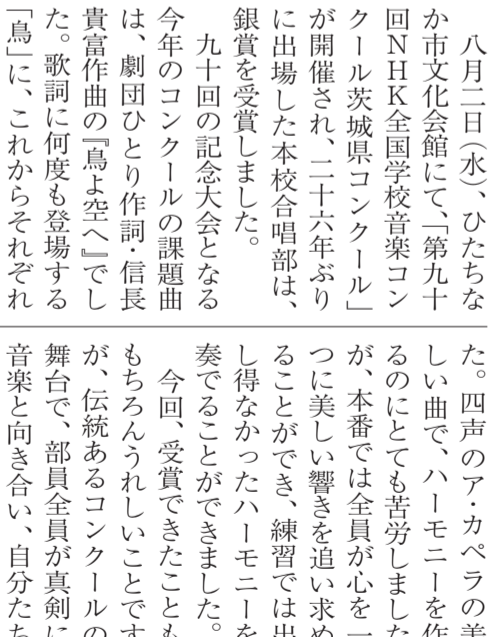 八月二日（水）、ひたちな
か市文化会館にて、「第九十
回ＮＨＫ全国学校音楽コン
クール茨城県コンクール」
が開催され、二十六年ぶり
に出場した本校合唱部は、
銀賞を受賞しました。
九十回の記念大会となる
今年のコンクールの課題曲
は、劇団ひとり作詞・信長
貴富作曲の『鳥よ空へ』でし
た。歌詞に何度も登場する
「鳥」に、これからそれぞれ
た。四声のア・カペラの美
しい曲で、ハーモニーを作
るのにとても苦労しました
が、本番では全員が心を一
つに美しい響きを追い求め
ることができ、練習では出
し得なかったハーモニーを
奏でることができました。
今回、受賞できたことも
もちろんうれしいことです
が、伝統あるコンクールの
舞台で、部員全員が真剣に
音楽と向き合い、自分たち